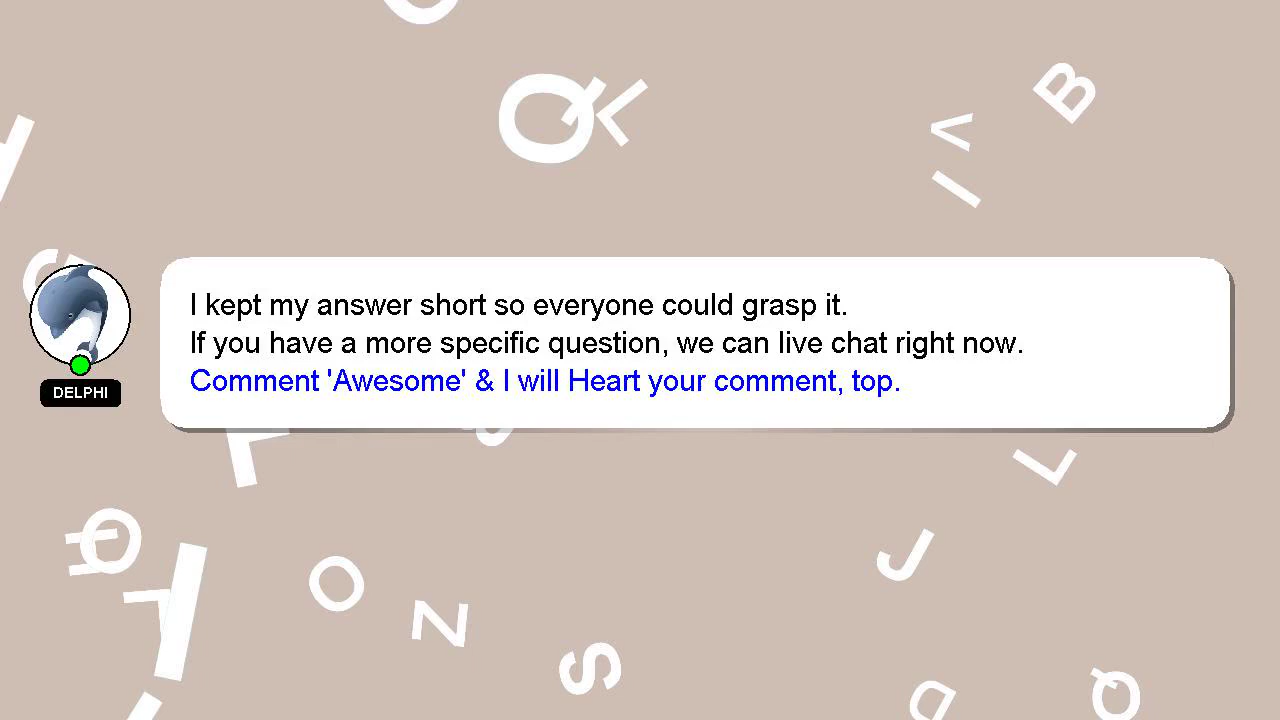 I kept my answer short so everyone could grasp it.
If you have a more specific question, we can live chat right now.
Comment 'Awesome' & I will Heart your comment, top.
DELPHI